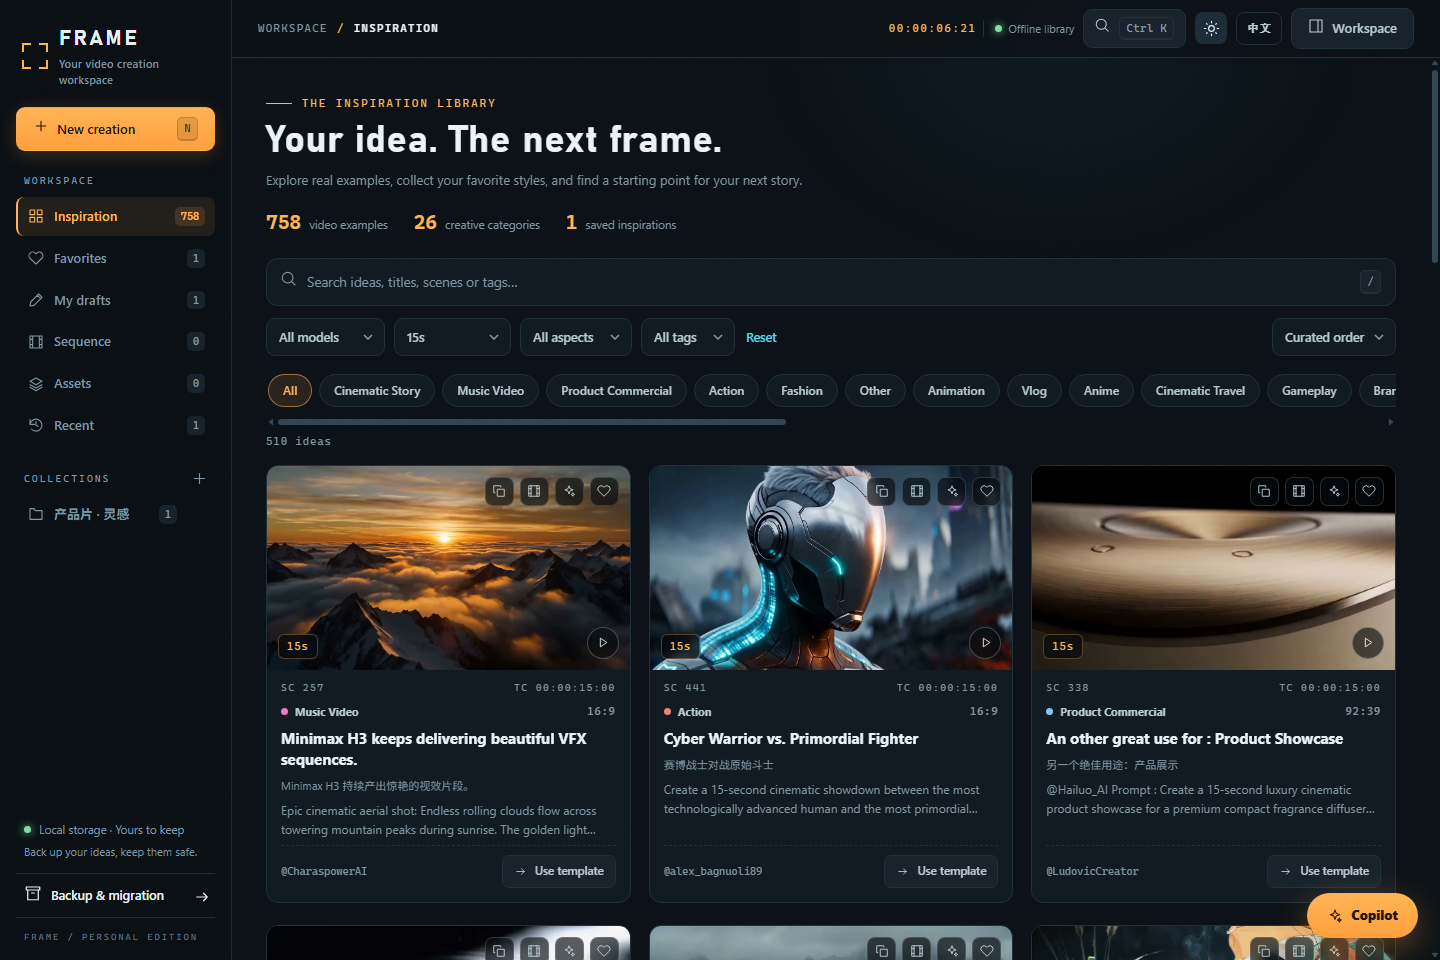 FRAME
Your video creation
workspace
New creation N
WORKSPACE
Inspiration 758
Favorites 1
My drafts 1
Sequence 0
Assets 0
Recent 1
COLLECTIONS
产品片 · 灵感 1
Local storage · Yours to keep
Back up your ideas, keep them safe.
Backup & migration
FRAME / PERSONAL EDITION
WORKSPACE / INSPIRATION
00:00:06:21 Offline library Ctrl K 中文 Workspace
THE INSPIRATION LIBRARY
Your idea. The next frame.
Explore real examples, collect your favorite styles, and find a starting point for your next story.
758 video examples 26 creative categories 1 saved inspirations
Search ideas, titles, scenes or tags... /
All models 15s All aspects All tags Reset Curated order
All Cinematic Story Music Video Product Commercial Action Fashion Other Animation Vlog Anime Cinematic Travel Gameplay Bran
510 ideas
15s
SC 257 TC 00:00:15:00
Music Video 16:9
Minimax H3 keeps delivering beautiful VFX
sequences.
Minimax H3 持续产出惊艳的视效片段。
Epic cinematic aerial shot: Endless rolling clouds flow across
towering mountain peaks during sunrise. The golden light...
@CharaspowerAI Use template
15s
SC 441 TC 00:00:15:00
Action 16:9
Cyber Warrior vs. Primordial Fighter
赛博战士对战原始斗士
Create a 15-second cinematic showdown between the most
technologically advanced human and the most primordial...
@alex_bagnuoli89 Use template
15s
SC 338 TC 00:00:15:00
Product Commercial 92:39
An other great use for : Product Showcase
另一个绝佳用途：产品展示
@Hailuo_AI Prompt : Create a 15-second luxury cinematic
product showcase for a premium compact fragrance diffuser...
@LudovicCreator Use template
Copilot